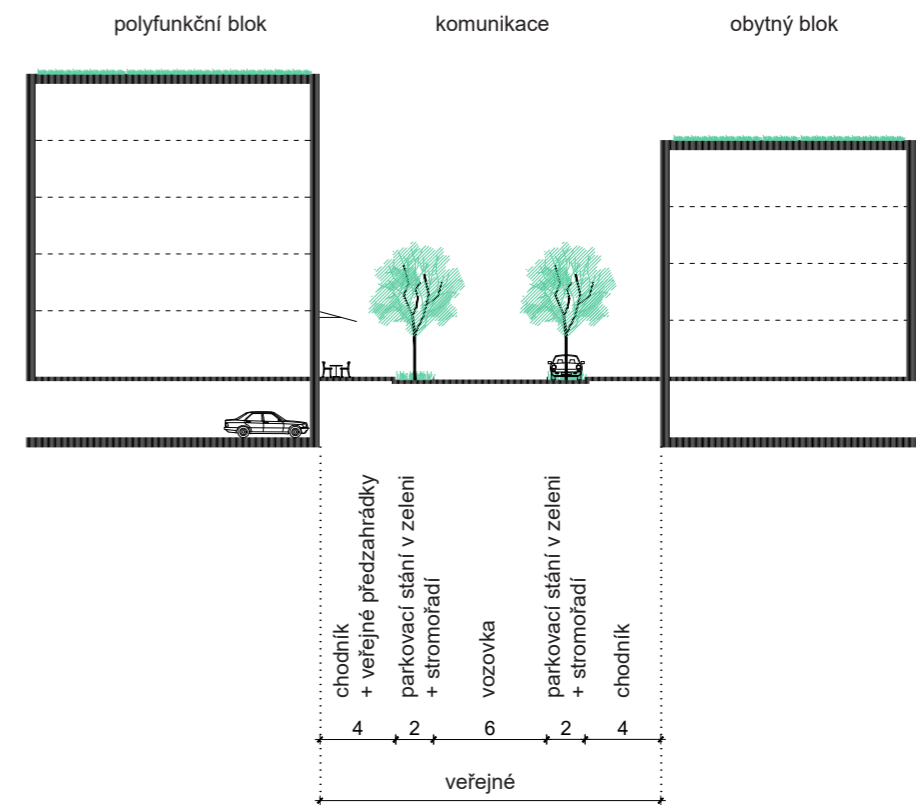 polyfunkční blok
komunikace
obytný blok
chodník
+ veřejné předzahrádky
parkovací stání v zeleni
+ stromořadí
vozovka
parkovací stání v zeleni
+ stromořadí
chodník
4
2
6
2
4
veřejné